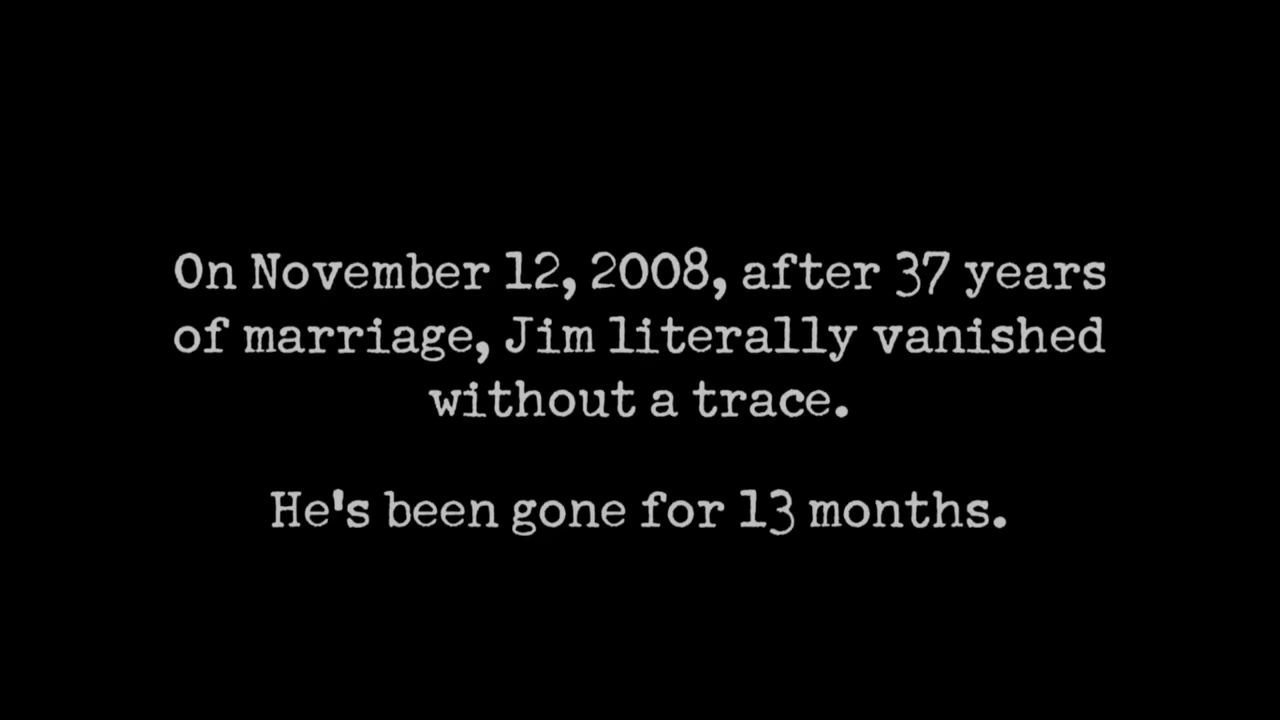 On November 12, 2008, after 37 years
of marriage, Jim literally vanished
without a trace.
He's been gone for 13 months.